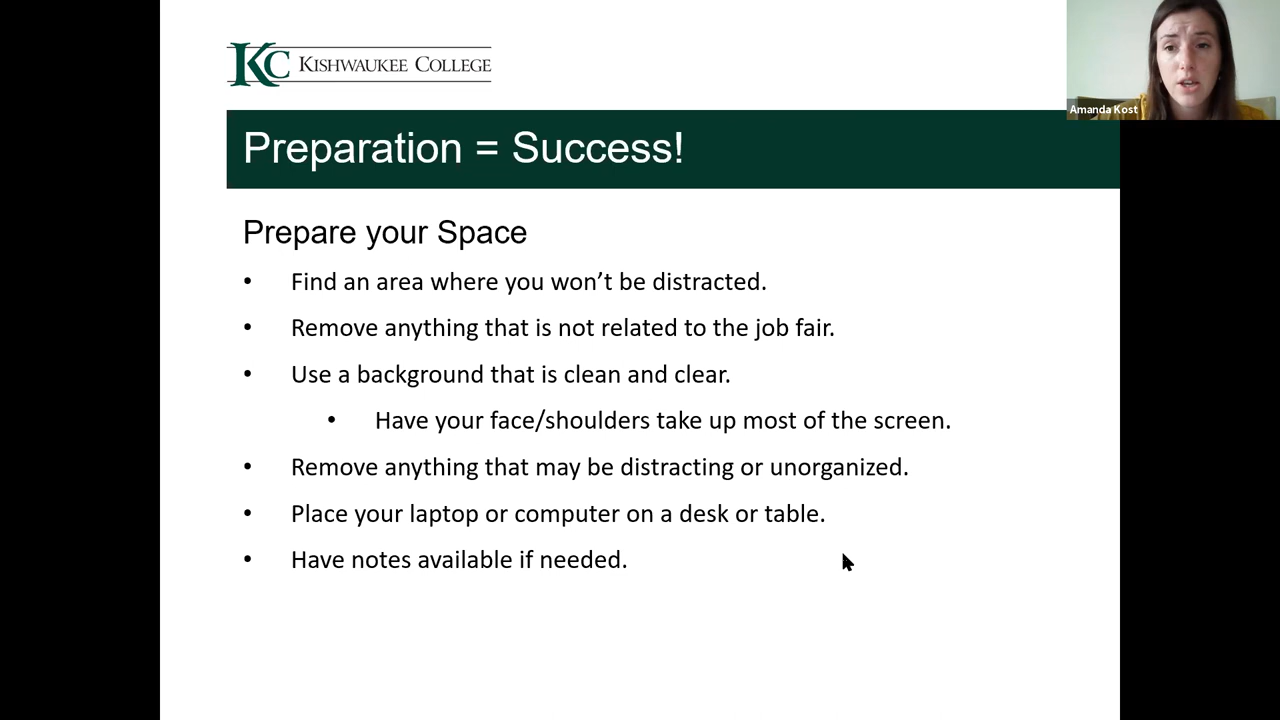 KC KISHWAUKEE COLLEGE
Amanda Kost
Preparation = Success!
Prepare your Space
• Find an area where you won’t be distracted.
• Remove anything that is not related to the job fair.
• Use a background that is clean and clear.
• Have your face/shoulders take up most of the screen.
• Remove anything that may be distracting or unorganized.
• Place your laptop or computer on a desk or table.
• Have notes available if needed.